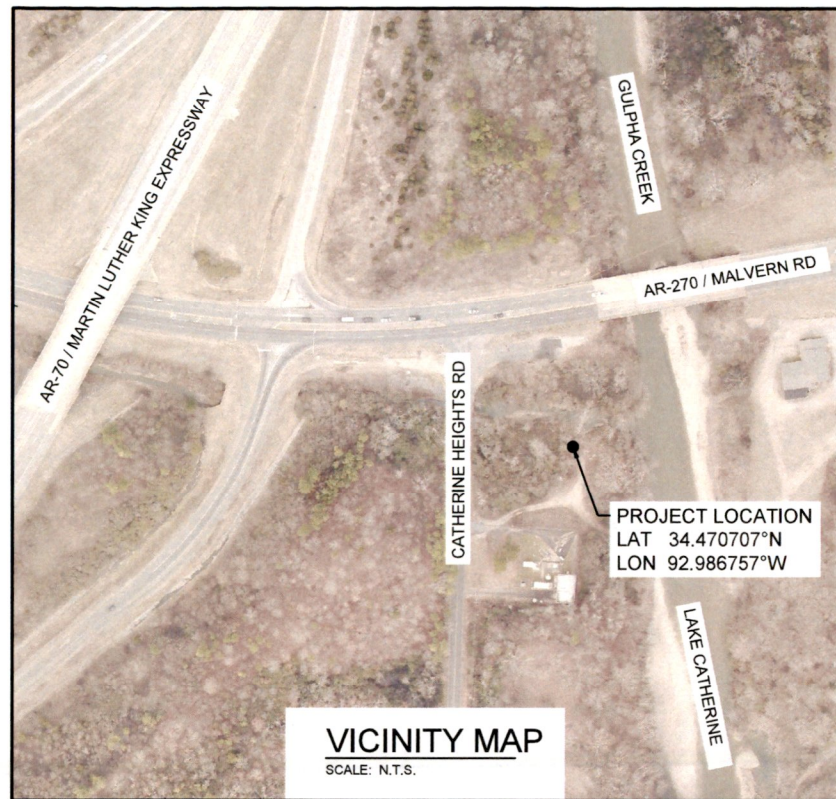 GULPHA CREEK
AR-70 / MARTIN LUTHER KING EXPRESSWAY
AR-270 / MALVERN RD
CATHERINE HEIGHTS RD
PROJECT LOCATION
LAT 34.470707°N
LON 92.986757°W
LAKE CATHERINE
VICINITY MAP
SCALE: N.T.S.